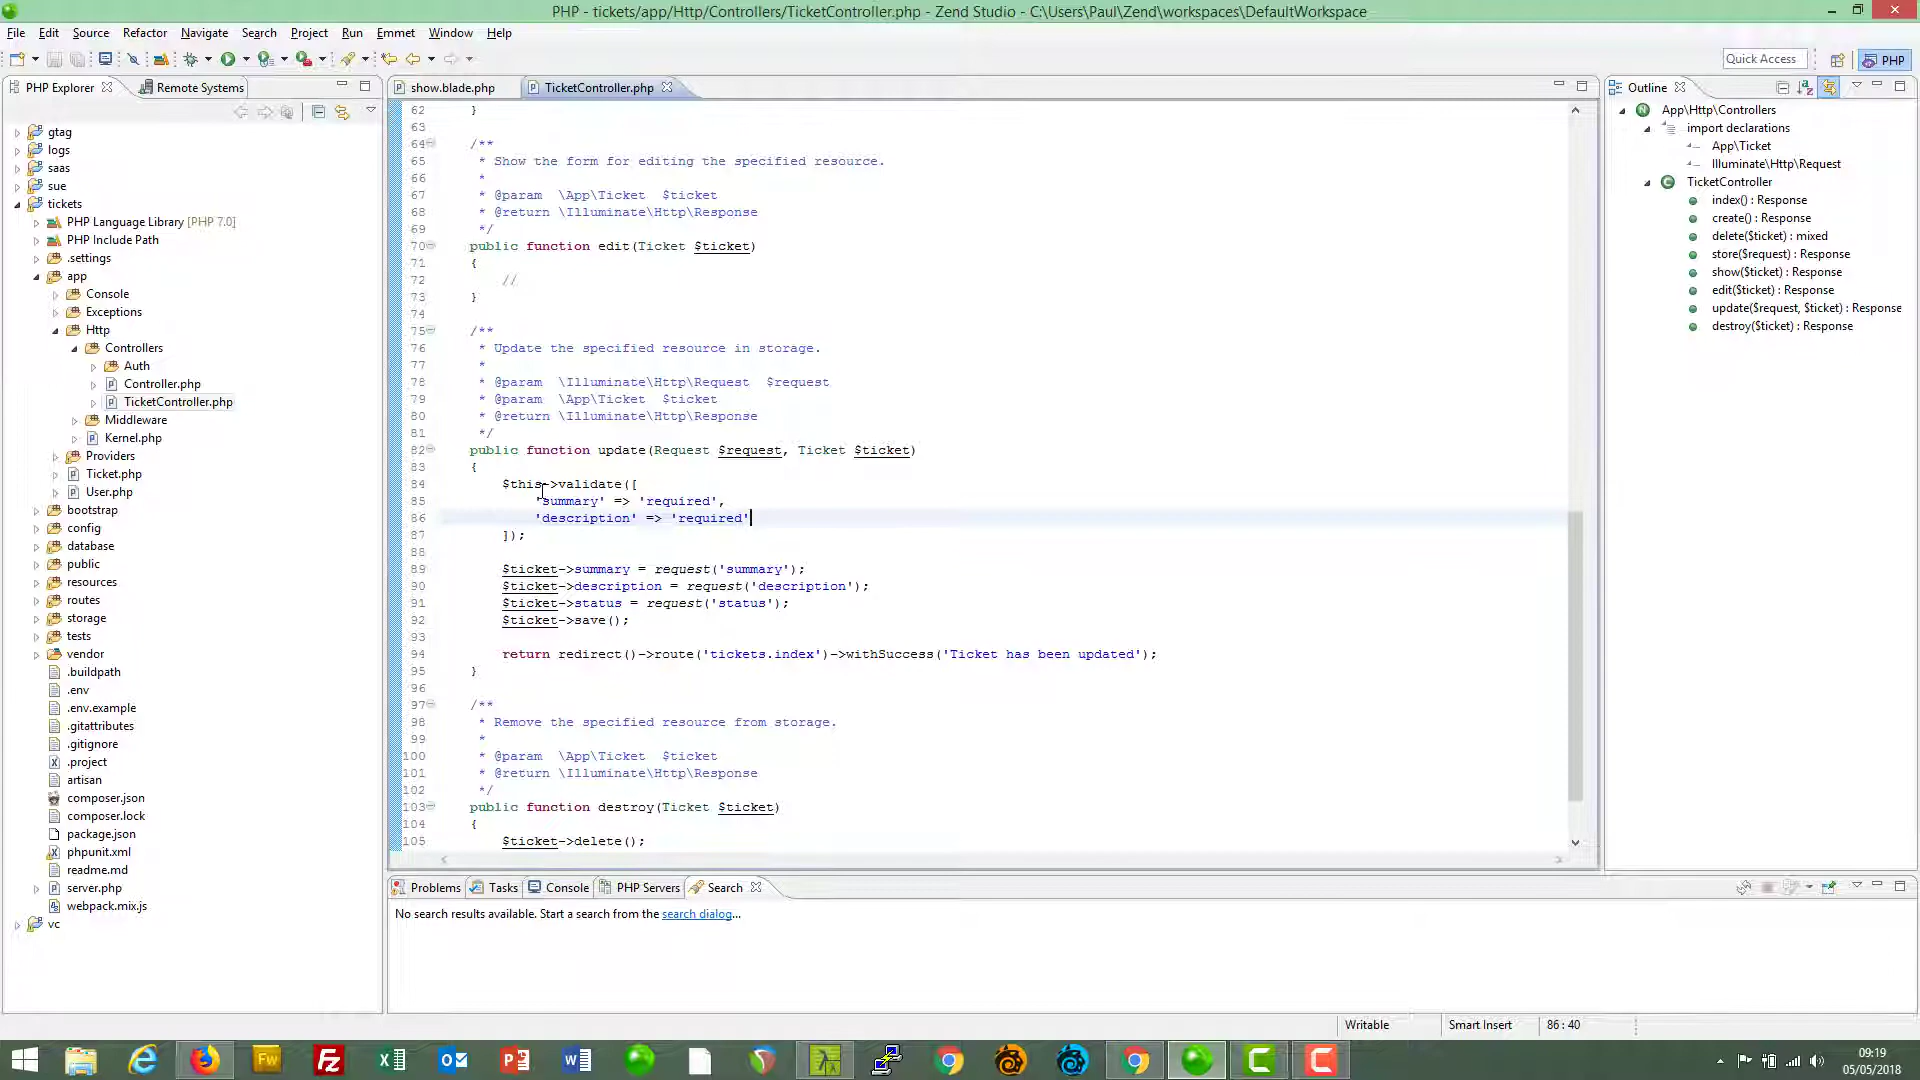 PHP - tickets/app/Http/Controllers/TicketController.php - Zend Studio - C:\Users\Paul\Zend\workspaces\DefaultWorkspace
File Edit Source Refactor Navigate Search Project Run Emmet Window Help
Quick Access
PHP
PHP Explorer Remote Systems
gtag
logs
saas
sue
tickets
PHP Language Library [PHP 7.0]
PHP Include Path
.settings
app
Console
Exceptions
Http
Controllers
Auth
Controller.php
TicketController.php
Middleware
Kernel.php
Providers
Ticket.php
User.php
bootstrap
config
database
public
resources
routes
storage
tests
vendor
.buildpath
.env
.env.example
.gitattributes
.gitignore
.project
artisan
composer.json
composer.lock
package.json
phpunit.xml
readme.md
server.php
webpack.mix.js
vc
show.blade.php TicketController.php
62 }
63
64 /**
65 * Show the form for editing the specified resource.
66 *
67 * @param \App\Ticket $ticket
68 * @return \Illuminate\Http\Response
69 */
70 public function edit(Ticket $ticket)
71 {
72 //
73 }
74
75 /**
76 * Update the specified resource in storage.
77 *
78 * @param \Illuminate\Http\Request $request
79 * @param \App\Ticket $ticket
80 * @return \Illuminate\Http\Response
81 */
82 public function update(Request $request, Ticket $ticket)
83 {
84 $this->validate([
85 'summary' => 'required',
86 'description' => 'required'
87 ]);
88
89 $ticket->summary = request('summary');
90 $ticket->description = request('description');
91 $ticket->status = request('status');
92 $ticket->save();
93
94 return redirect()->route('tickets.index')->withSuccess('Ticket has been updated');
95 }
96
97 /**
98 * Remove the specified resource from storage.
99 *
100 * @param \App\Ticket $ticket
101 * @return \Illuminate\Http\Response
102 */
103 public function destroy(Ticket $ticket)
104 {
105 $ticket->delete();
Outline
App\Http\Controllers
import declarations
App\Ticket
Illuminate\Http\Request
TicketController
index() : Response
create() : Response
delete($ticket) : mixed
store($request) : Response
show($ticket) : Response
edit($ticket) : Response
update($request, $ticket) : Response
destroy($ticket) : Response
Problems Tasks Console PHP Servers Search
No search results available. Start a search from the search dialog...
Writable Smart Insert 86 : 40
09:19
05/05/2018